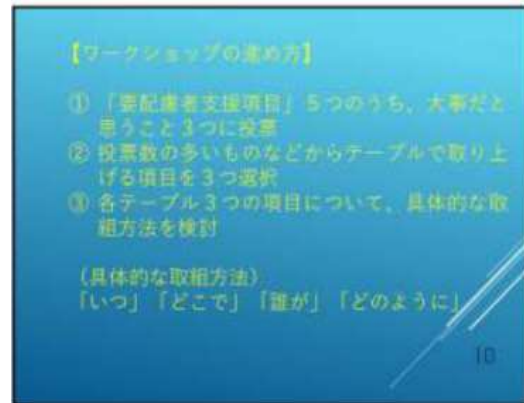 【ワークショップの進め方】
① 「要配慮者支援項目」５つのうち、大事だと
思うこと３つに投票
② 投票数の多いものなどからテーブルで取り上
げる項目を３つ選択
③ 各テーブル３つの項目について、具体的な取
組方法を検討
（具体的な取組方法）
「いつ」「どこで」「誰が」「どのように」
10